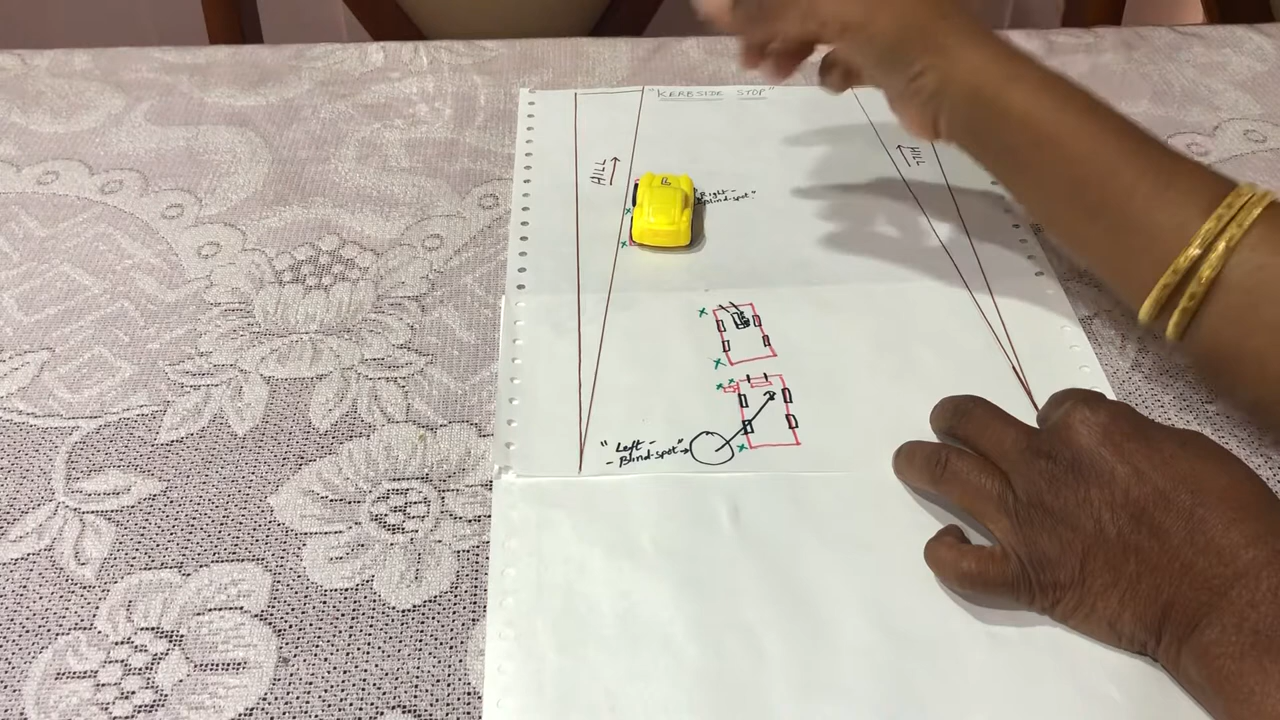 "KERBSIDE STOP"
HILL
HILL
L
"Right-
Blind-spot"
"Left-
-Blind-spot"